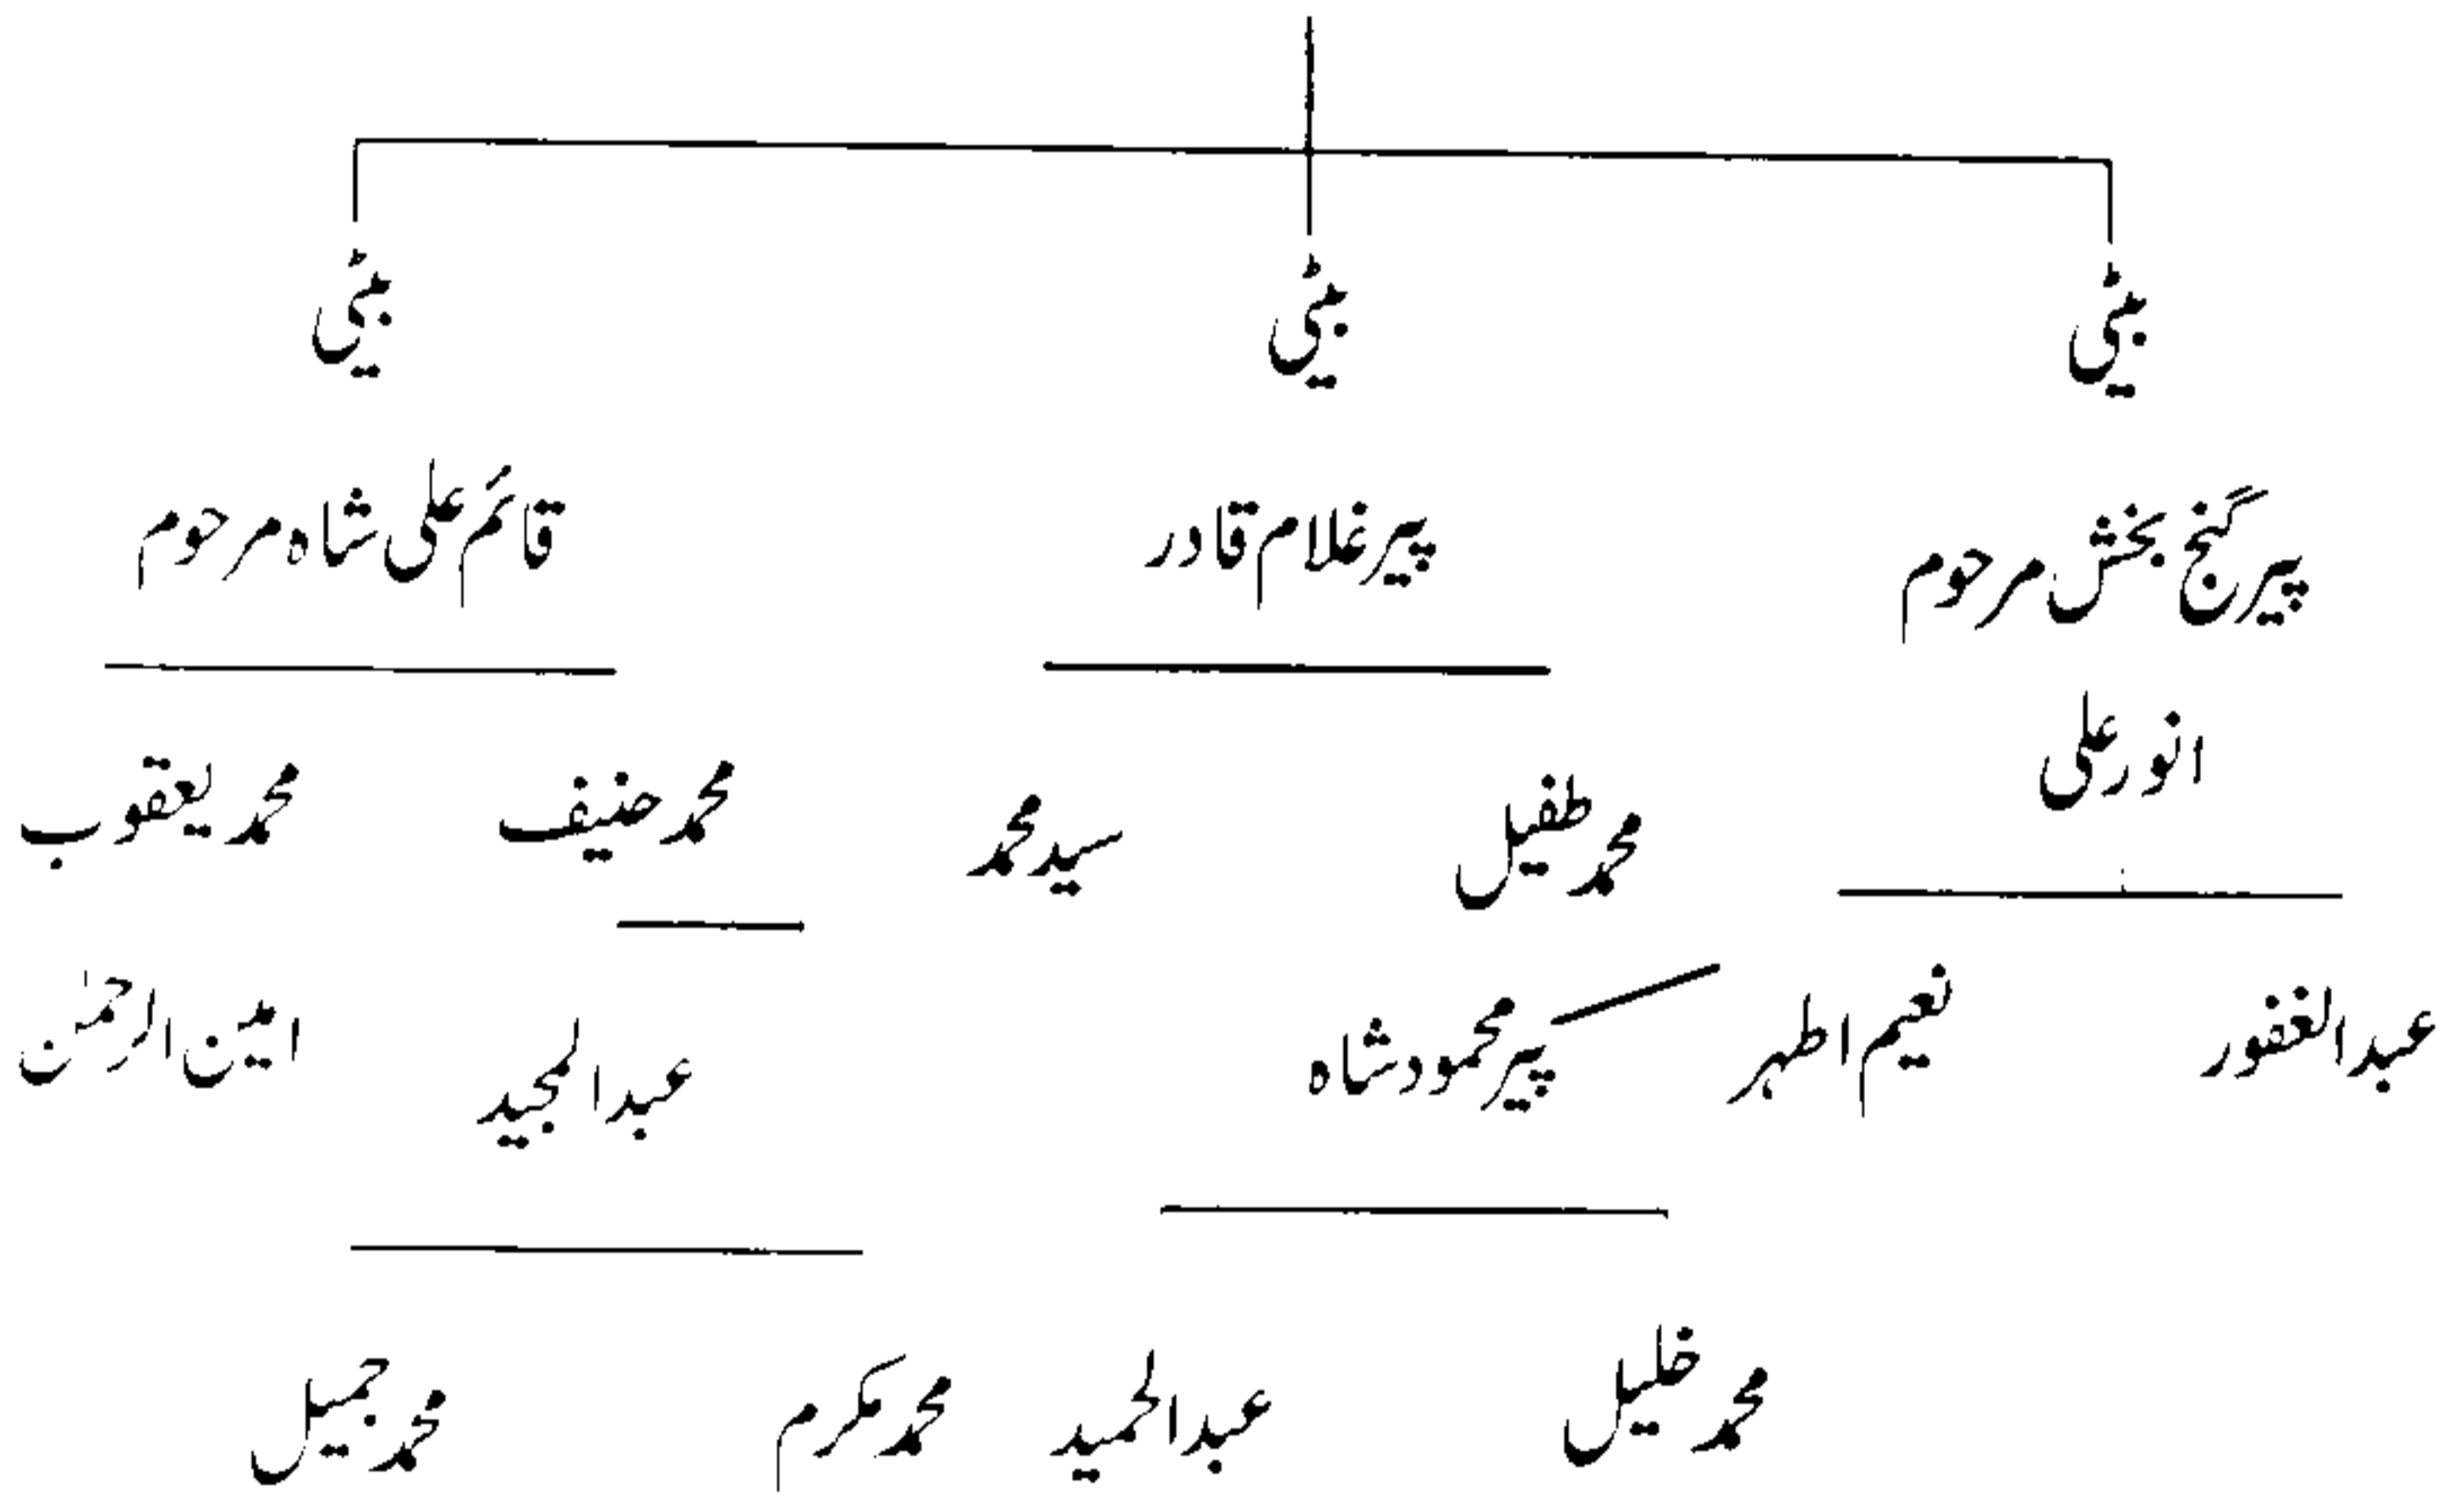 بیٹی بیٹی بیٹی
پیر گنج بخش مرحوم پیر غلام قادر قائم علی شاہ مرحوم
انور علی
محمد طفیل سید محمد محمد حنیف محمد یعقوب
عبدالغفور نعیم اطہر پیر محمود شاہ عبدالمجید امین الرحمٰن
محمد خلیل عبدالحمید محمد مکرم محمد جمیل